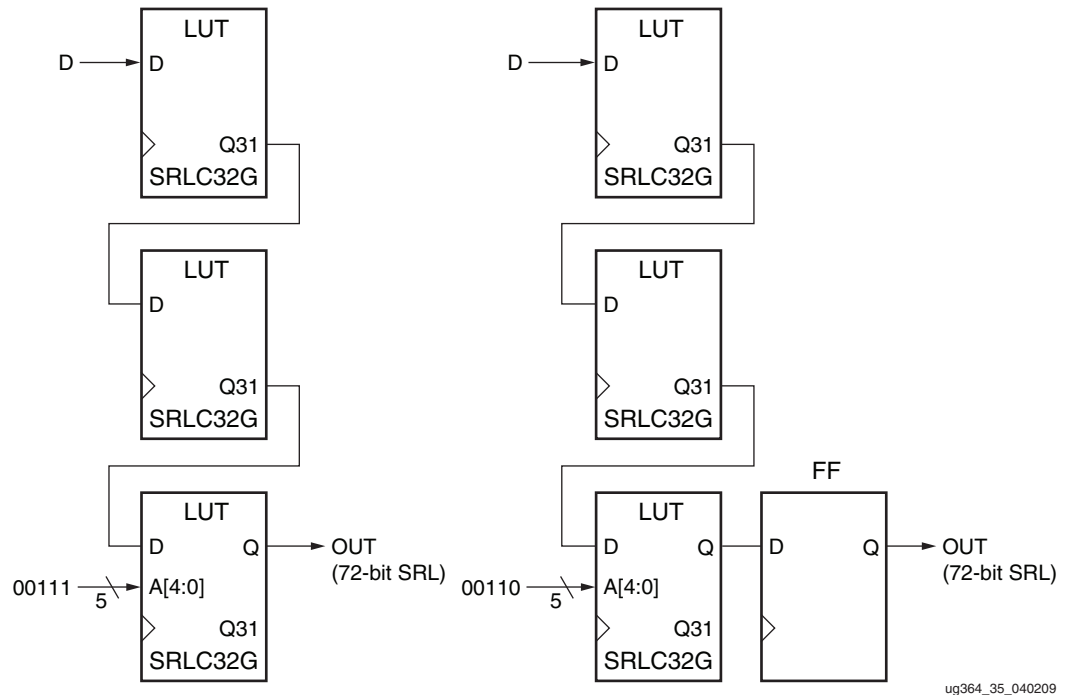 LUT
D
D
Q31
SRLC32G
LUT
D
Q31
SRLC32G
LUT
D
Q
OUT
(72-bit SRL)
00111
5
A[4:0]
Q31
SRLC32G
LUT
D
D
Q31
SRLC32G
LUT
D
Q31
SRLC32G
FF
LUT
D
Q
D
Q
OUT
(72-bit SRL)
00110
5
A[4:0]
Q31
SRLC32G
ug364_35_040209